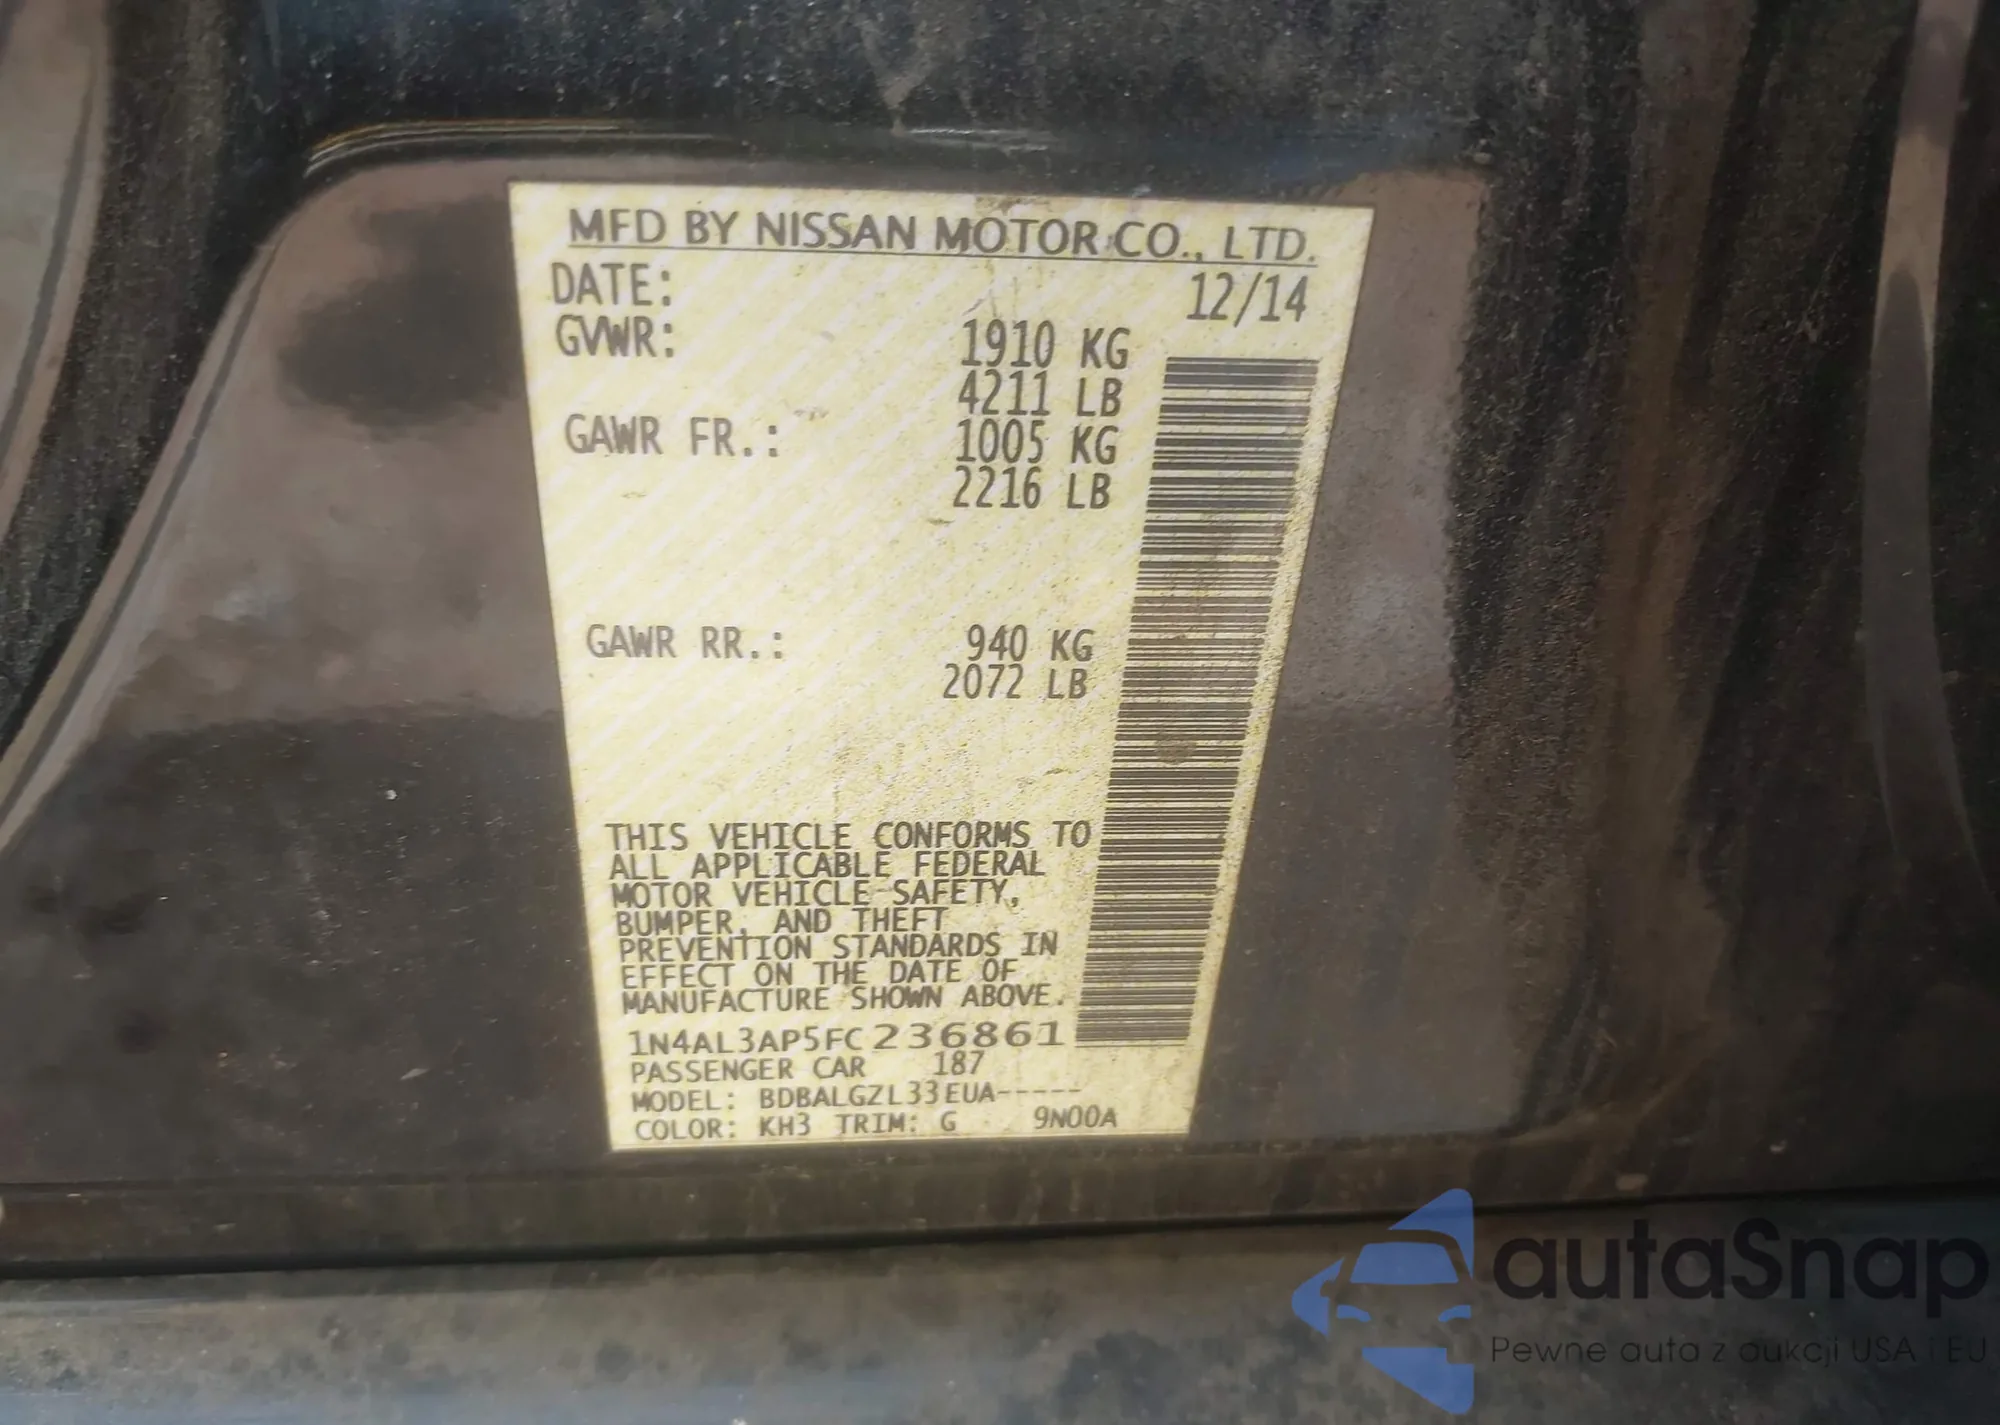 MFD BY NISSAN MOTOR CO., LTD.
DATE: 12/14
GVWR: 1910 KG
4211 LB
GAWR FR.: 1005 KG
2216 LB
GAWR RR.: 940 KG
2072 LB
THIS VEHICLE CONFORMS TO
ALL APPLICABLE FEDERAL
MOTOR VEHICLE SAFETY,
BUMPER, AND THEFT
PREVENTION STANDARDS IN
EFFECT ON THE DATE OF
MANUFACTURE SHOWN ABOVE.
1N4AL3AP5FC236861
PASSENGER CAR 187
MODEL: BDBALGZL33EUA-----
COLOR: KH3 TRIM: G 9N00A
autaSnap
Pewne auta z aukcji USA i EU